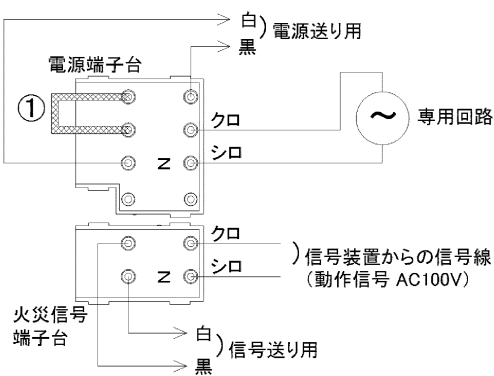 白
電源送り用
黒
電源端子台
①
クロ
専用回路
シロ
N
クロ
信号装置からの信号線
シロ
(動作信号 AC100V)
N
火災信号
端子台
白
信号送り用
黒